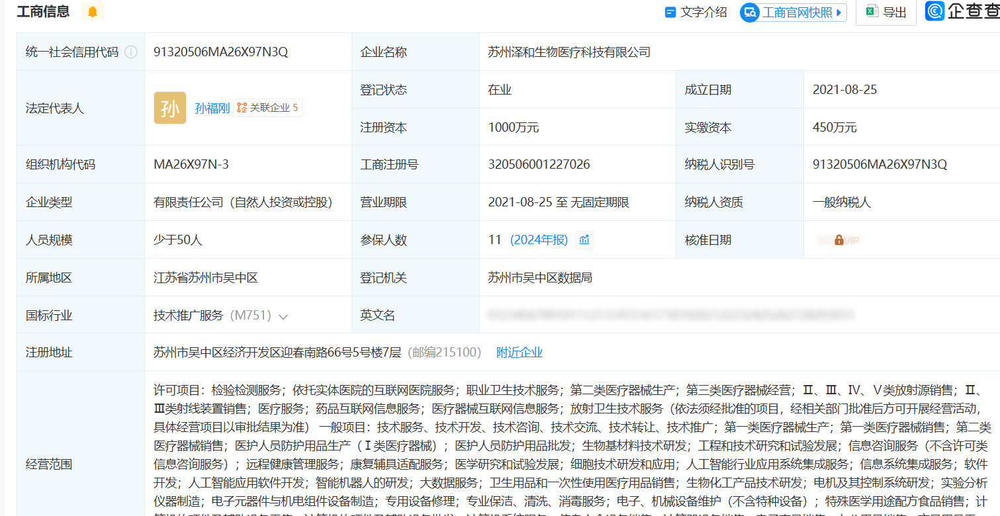 工商信息
文字介绍
工商官网快照
导出
企查查
统一社会信用代码 91320506MA26X97N3Q 企业名称 苏州泽和生物医疗科技有限公司
法定代表人 孙 孙福刚 关联企业 5
登记状态 在业 成立日期 2021-08-25
注册资本 1000万元 实缴资本 450万元
组织机构代码 MA26X97N-3 工商注册号 320506001227026 纳税人识别号 91320506MA26X97N3Q
企业类型 有限责任公司（自然人投资或控股） 营业期限 2021-08-25 至 无固定期限 纳税人资质 一般纳税人
人员规模 少于50人 参保人数 11 (2024年报) 核准日期 VIP
所属地区 江苏省苏州市吴中区 登记机关 苏州市吴中区数据局
国标行业 技术推广服务（M751） 英文名
注册地址 苏州市吴中区经济开发区迎春南路66号5号楼7层（邮编215100） 附近企业
经营范围
许可项目：检验检测服务；依托实体医院的互联网医院服务；职业卫生技术服务；第二类医疗器械生产；第三类医疗器械经营；Ⅱ、Ⅲ、Ⅳ、Ⅴ类放射源销售；Ⅱ、
Ⅲ类射线装置销售；医疗服务；药品互联网信息服务；医疗器械互联网信息服务；放射卫生技术服务（依法须经批准的项目，经相关部门批准后方可开展经营活动，
具体经营项目以审批结果为准） 一般项目：技术服务、技术开发、技术咨询、技术交流、技术转让、技术推广；第一类医疗器械生产；第一类医疗器械销售；第二类
医疗器械销售；医护人员防护用品生产（Ⅰ类医疗器械）；医护人员防护用品批发；生物基材料技术研发；工程和技术研究和试验发展；信息咨询服务（不含许可类
信息咨询服务）；远程健康管理服务；康复辅具适配服务；医学研究和试验发展；细胞技术研发和应用；人工智能行业应用系统集成服务；信息系统集成服务；软件
开发；人工智能应用软件开发；智能机器人的研发；大数据服务；卫生用品和一次性使用医疗用品销售；生物化工产品技术研发；电机及其控制系统研发；实验分析
仪器制造；电子元器件与机电组件设备制造；专用设备修理；专业保洁、清洗、消毒服务；电子、机械设备维护（不含特种设备）；特殊医学用途配方食品销售；计